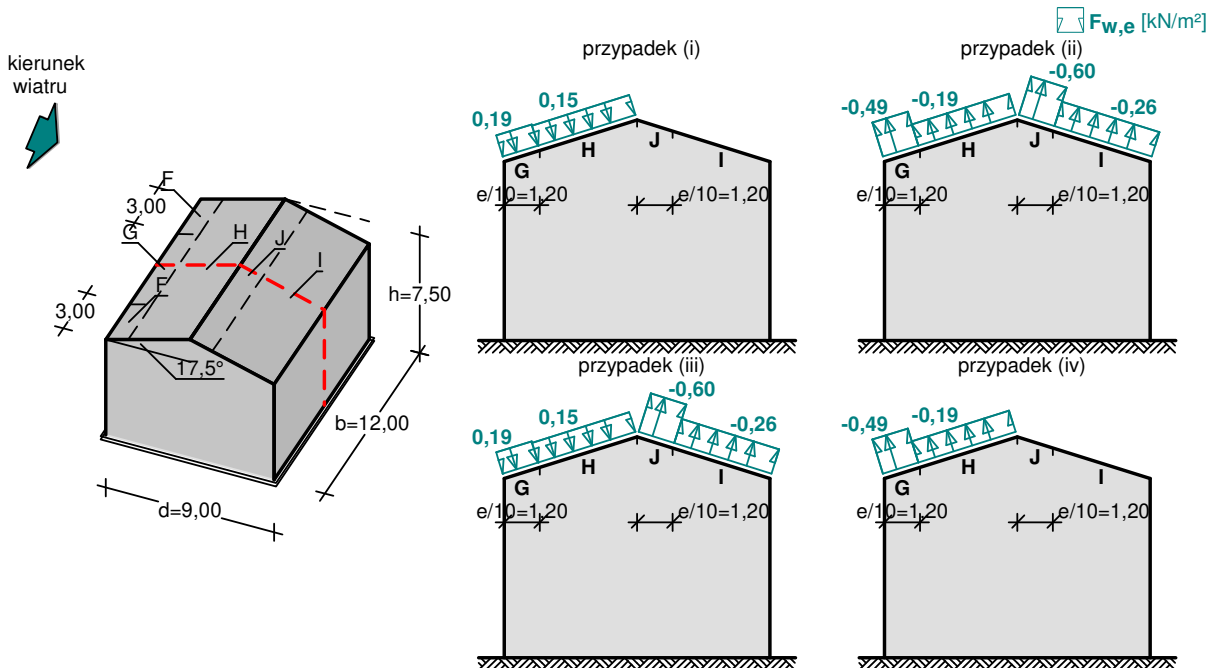 kierunek
wiatru
F
3,00
G
H
J
I
F
3,00
17,5°
h=7,50
b=12,00
d=9,00
Fw,e [kN/m²]
przypadek (i)
0,19
0,15
G
H
J
I
e/10=1,20
e/10=1,20
przypadek (ii)
-0,49
-0,19
-0,60
-0,26
G
H
J
I
e/10=1,20
e/10=1,20
przypadek (iii)
0,19
0,15
-0,60
-0,26
G
H
J
I
e/10=1,20
e/10=1,20
przypadek (iv)
-0,49
-0,19
G
H
J
I
e/10=1,20
e/10=1,20